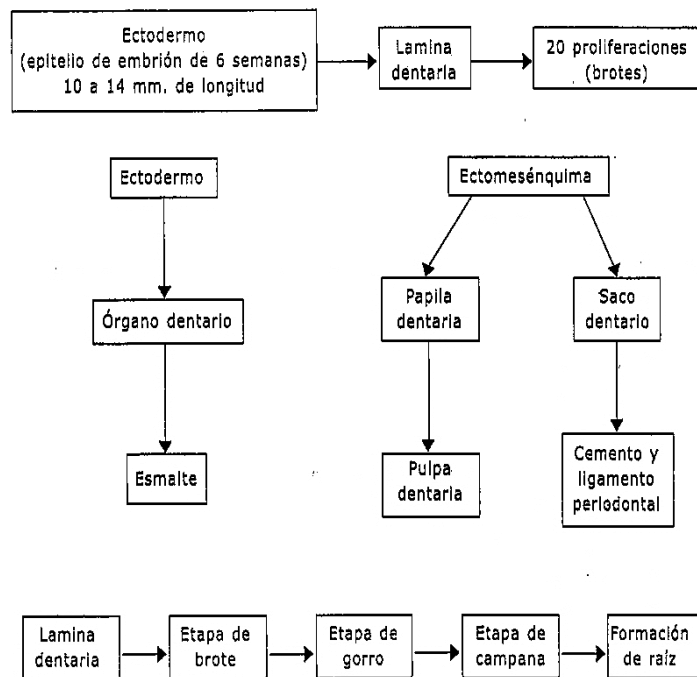 Ectodermo
(epitelio de embrión de 6 semanas)
10 a 14 mm. de longitud
Lamina
dentaria
20 proliferaciones
(brotes)
Ectodermo
Ectomesénquima
Órgano dentario
Papila
dentaria
Saco
dentario
Esmalte
Pulpa
dentaria
Cemento y
ligamento
periodontal
Lamina
dentaria
Etapa de
brote
Etapa de
gorro
Etapa de
campana
Formación
de raíz